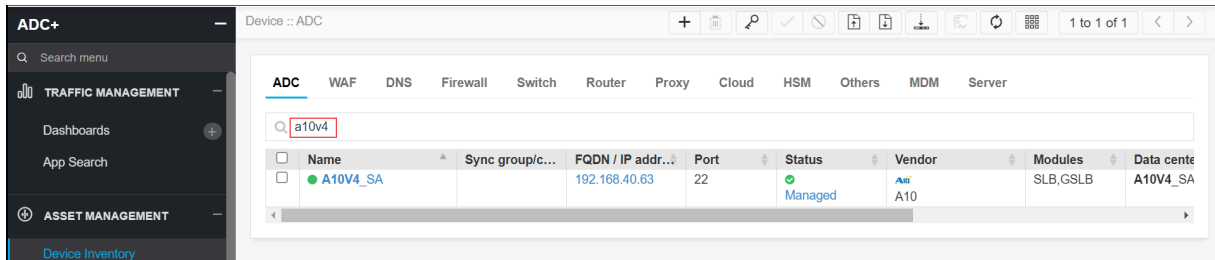 ADC+
Device :: ADC
1 to 1 of 1
Search menu
TRAFFIC MANAGEMENT
Dashboards
App Search
ASSET MANAGEMENT
Device Inventory
ADC WAF DNS Firewall Switch Router Proxy Cloud HSM Others MDM Server
a10v4
Name Sync group/c... FQDN / IP addr... Port Status Vendor Modules Data cente
A10V4_SA 192.168.40.63 22 Managed A10 A10 SLB,GSLB A10V4_SA